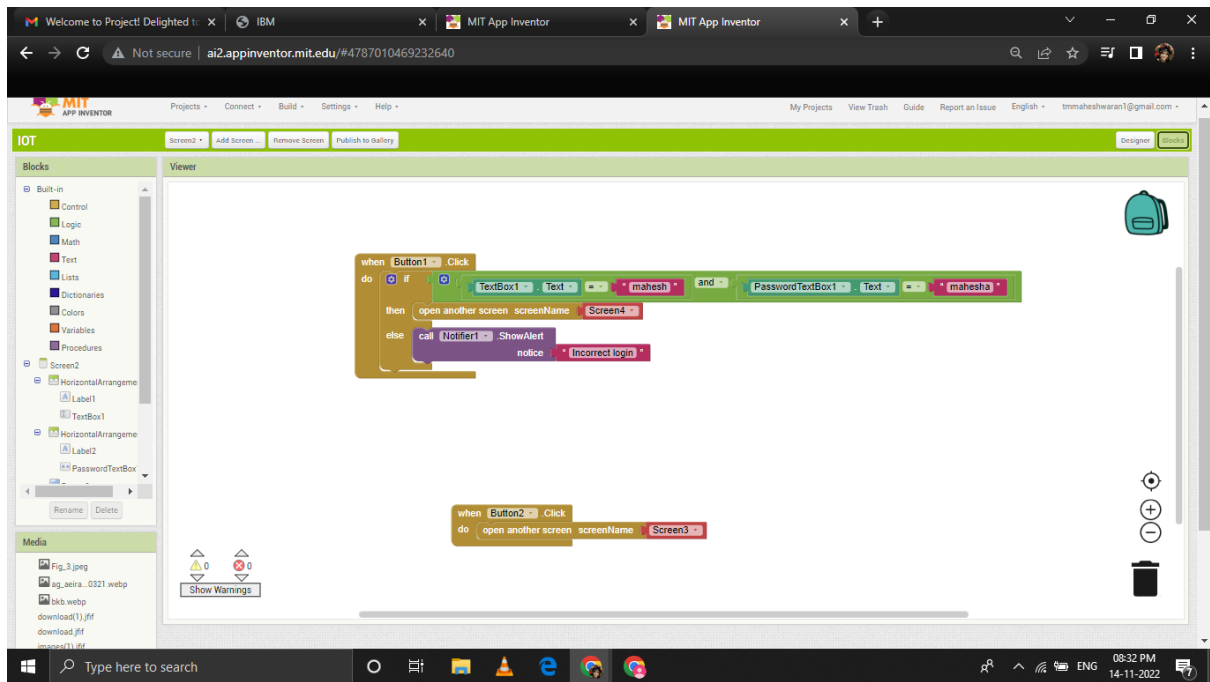 Welcome to Project! Delighted to
IBM
MIT App Inventor
MIT App Inventor
Not secure | ai2.appinventor.mit.edu/#4787010469232640
MIT
APP INVENTOR
Projects
Connect
Build
Settings
Help
My Projects
View Trash
Guide
Report an Issue
English
tmmaheshwaran1@gmail.com
IOT
Screen2
Add Screen ...
Remove Screen
Publish to Gallery
Designer
Blocks
Blocks
Viewer
Built-in
Control
Logic
Math
Text
Lists
Dictionaries
Colors
Variables
Procedures
Screen2
HorizontalArrangeme
Label1
TextBox1
HorizontalArrangeme
Label2
PasswordTextBox
Rename
Delete
Media
Fig_3.jpeg
ag_aeira...0321.webp
bkb.webp
download(1).jfif
download.jfif
images(1).jfif
when Button1 .Click
do if TextBox1 . Text = " mahesh " and PasswordTextBox1 . Text = " mahesha "
then open another screen screenName Screen4
else call Notifier1 .ShowAlert
notice " Incorrect login "
when Button2 .Click
do open another screen screenName Screen3
0 0
Show Warnings
Type here to search
ENG
08:32 PM
14-11-2022
7